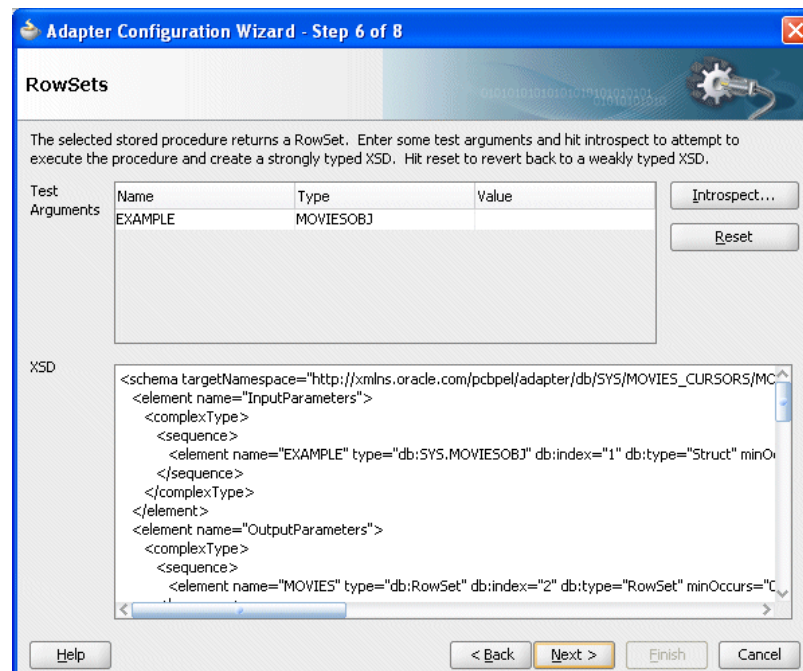 Adapter Configuration Wizard - Step 6 of 8
RowSets
The selected stored procedure returns a RowSet. Enter some test arguments and hit introspect to attempt to
execute the procedure and create a strongly typed XSD. Hit reset to revert back to a weakly typed XSD.
Test
Arguments
Name Type Value
EXAMPLE MOVIESOBJ
Introspect...
Reset
XSD
<schema targetNamespace="http://xmlns.oracle.com/pcbpel/adapter/db/SYS/MOVIES_CURSORS/MO
<element name="InputParameters">
<complexType>
<sequence>
<element name="EXAMPLE" type="db:SYS.MOVIESOBJ" db:index="1" db:type="Struct" minOc
</sequence>
</complexType>
</element>
<element name="OutputParameters">
<complexType>
<sequence>
<element name="MOVIES" type="db:RowSet" db:index="2" db:type="RowSet" minOccurs="0
Help < Back Next > Finish Cancel